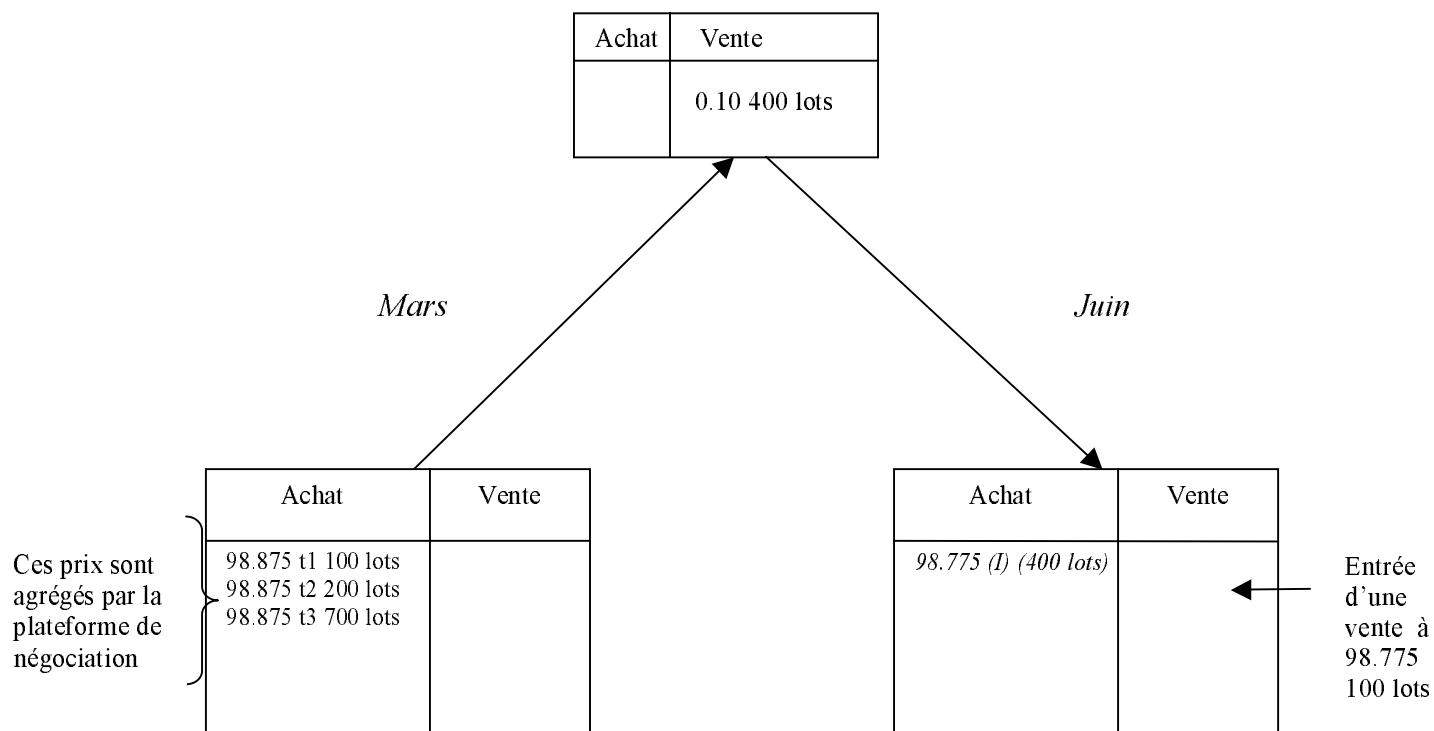 Achat Vente
0.10 400 lots
Mars
Juin
Achat Vente
98.875 t1 100 lots
98.875 t2 200 lots
98.875 t3 700 lots
Ces prix sont
agrégés par la
plateforme de
négociation
Achat Vente
98.775 (I) (400 lots)
Entrée
d’une
vente à
98.775
100 lots